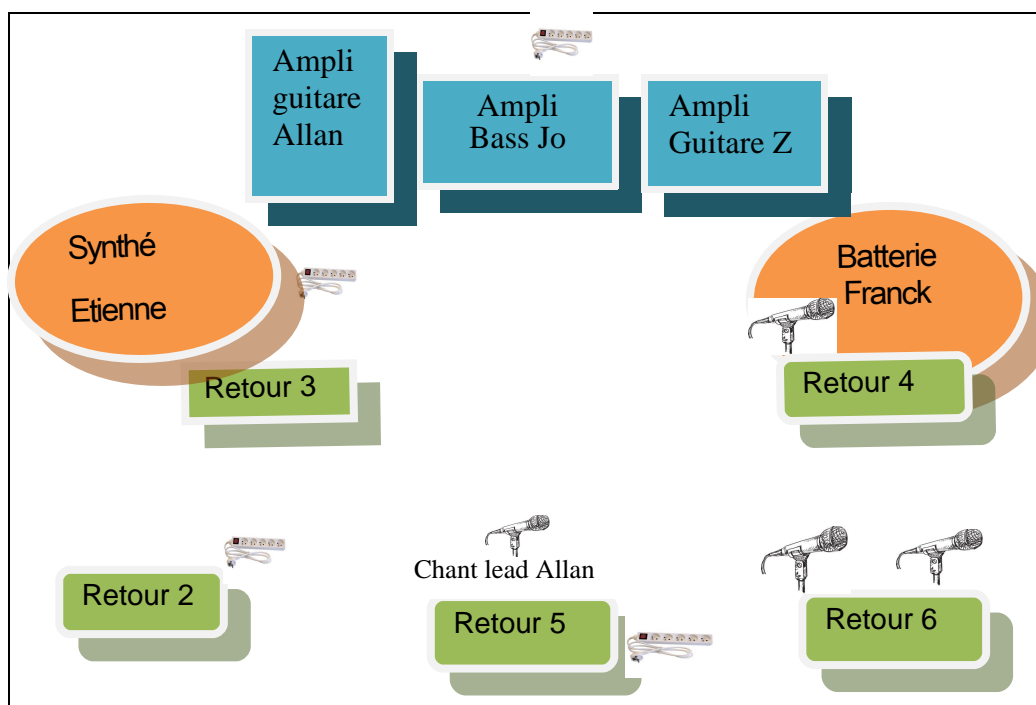 Ampli
guitare
Allan
Ampli
Bass Jo
Ampli
Guitare Z
Synthé
Etienne
Batterie
Franck
Retour 3
Retour 4
Chant lead Allan
Retour 2
Retour 5
Retour 6